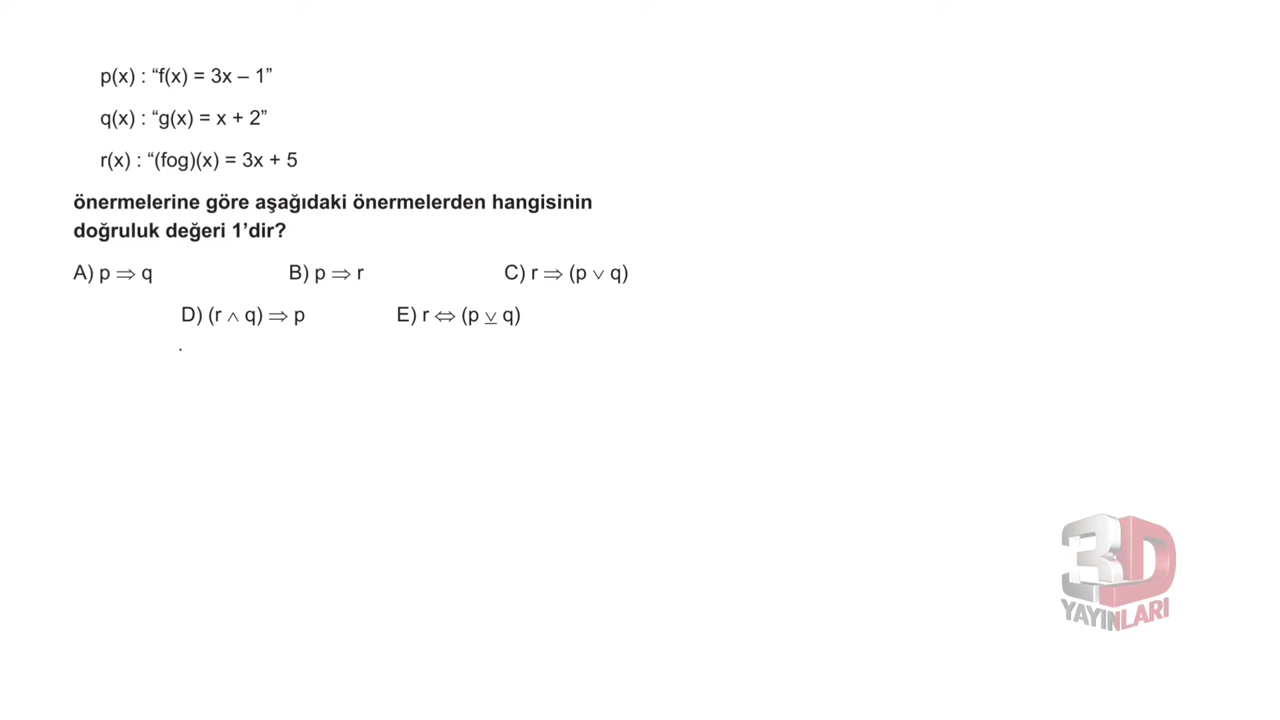 p(x) : “f(x) = 3x – 1”
q(x) : “g(x) = x + 2”
r(x) : “(fog)(x) = 3x + 5
önermelerine göre aşağıdaki önermelerden hangisinin
doğruluk değeri 1’dir?
A) p ⇒ q B) p ⇒ r C) r ⇒ (p ∨ q)
D) (r ∧ q) ⇒ p E) r ⇔ (p ⊻ q)
3D
YAYINLARI